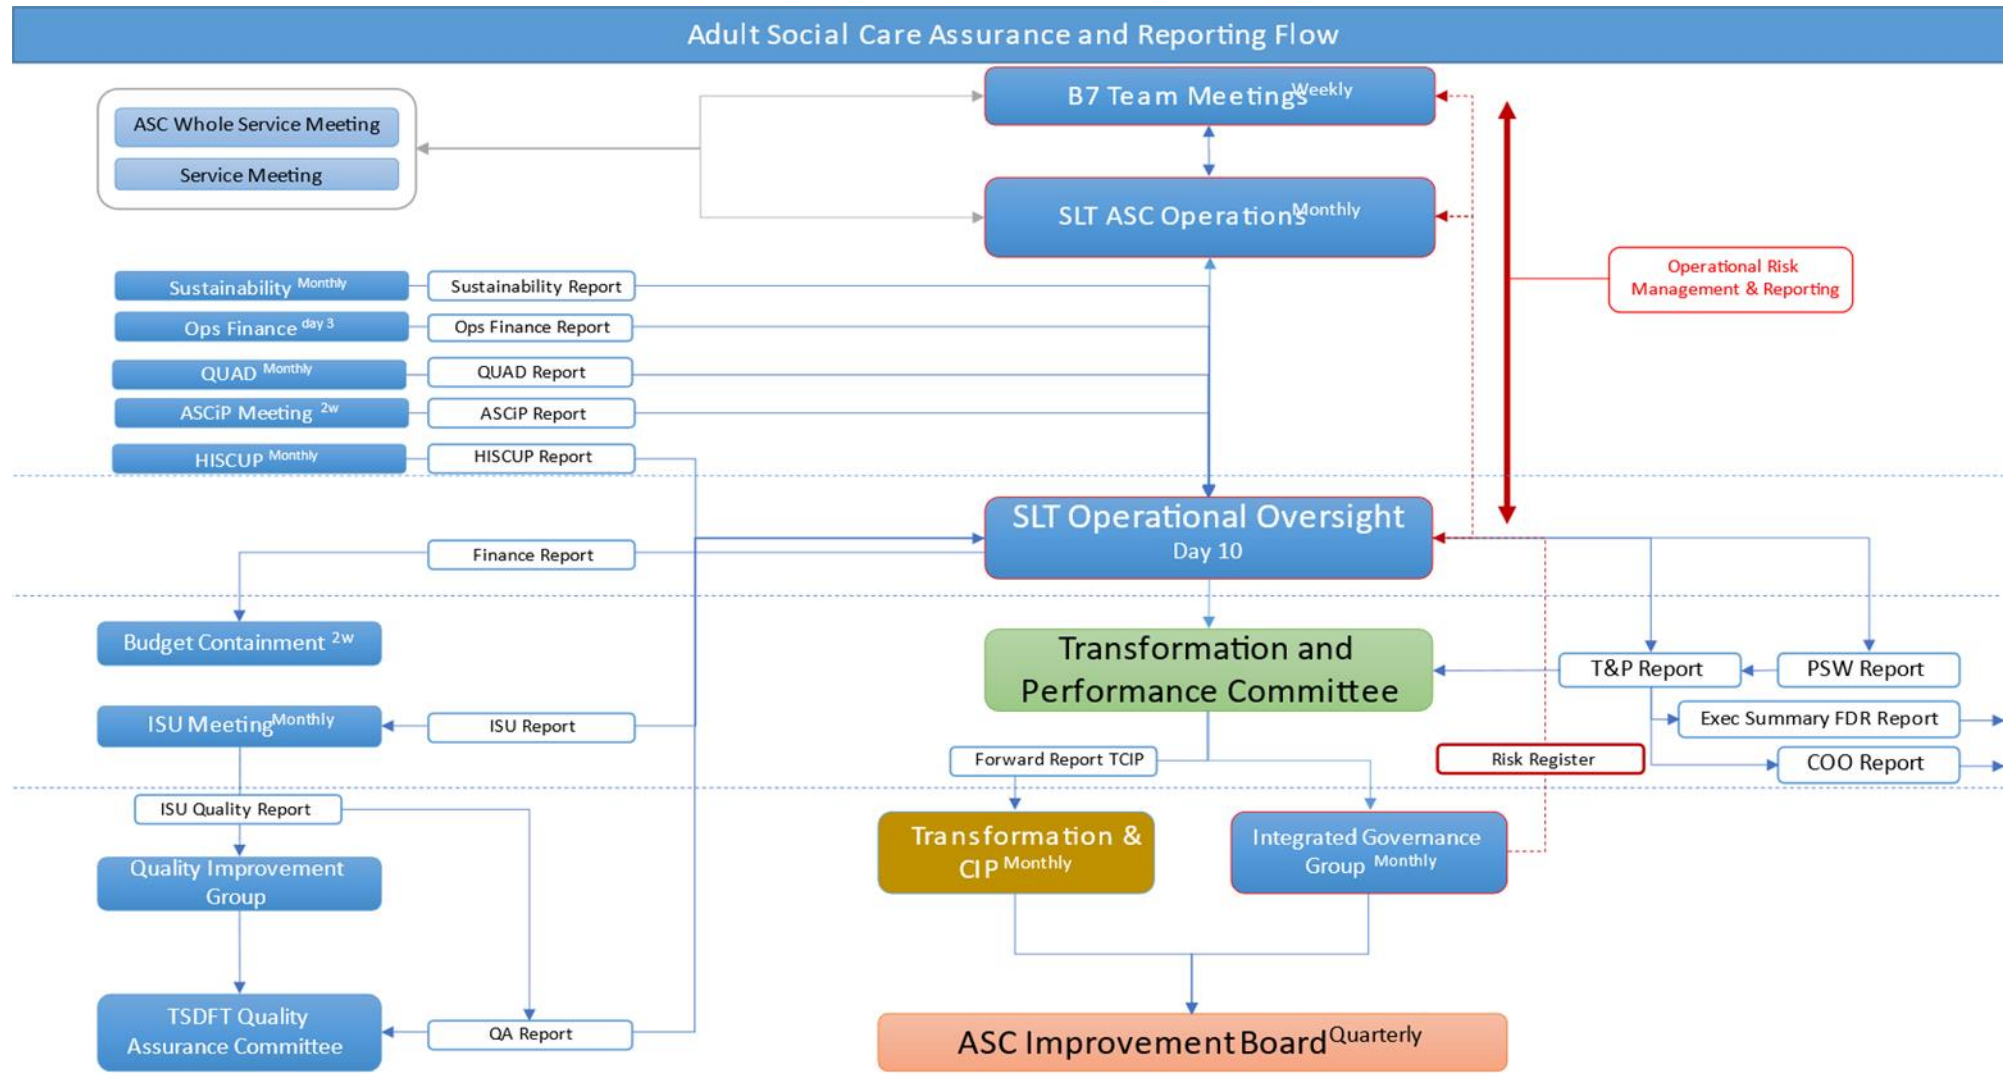 Adult Social Care Assurance and Reporting Flow
B7 Team Meetings Weekly
ASC Whole Service Meeting
Service Meeting
SLT ASC Operations Monthly
Operational Risk
Management & Reporting
Sustainability Monthly
Sustainability Report
Ops Finance day 3
Ops Finance Report
QUAD Monthly
QUAD Report
ASCiP Meeting 2w
ASCiP Report
HISCUP Monthly
HISCUP Report
SLT Operational Oversight
Day 10
Finance Report
Budget Containment 2w
Transformation and
Performance Committee
T&P Report
PSW Report
ISU Meeting Monthly
ISU Report
Exec Summary FDR Report
Forward Report TCIP
Risk Register
COO Report
ISU Quality Report
Transformation &
CIP Monthly
Integrated Governance
Group Monthly
Quality Improvement
Group
TSDFT Quality
Assurance Committee
QA Report
ASC Improvement Board Quarterly